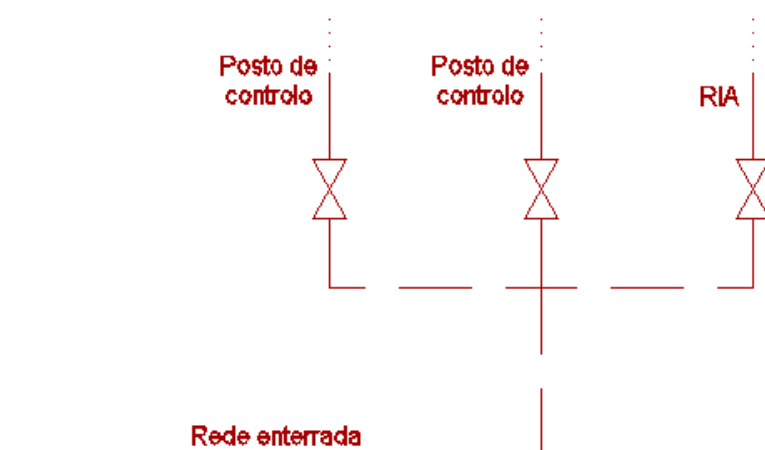 Posto de
controlo
Posto de
controlo
RIA
Rede enterrada